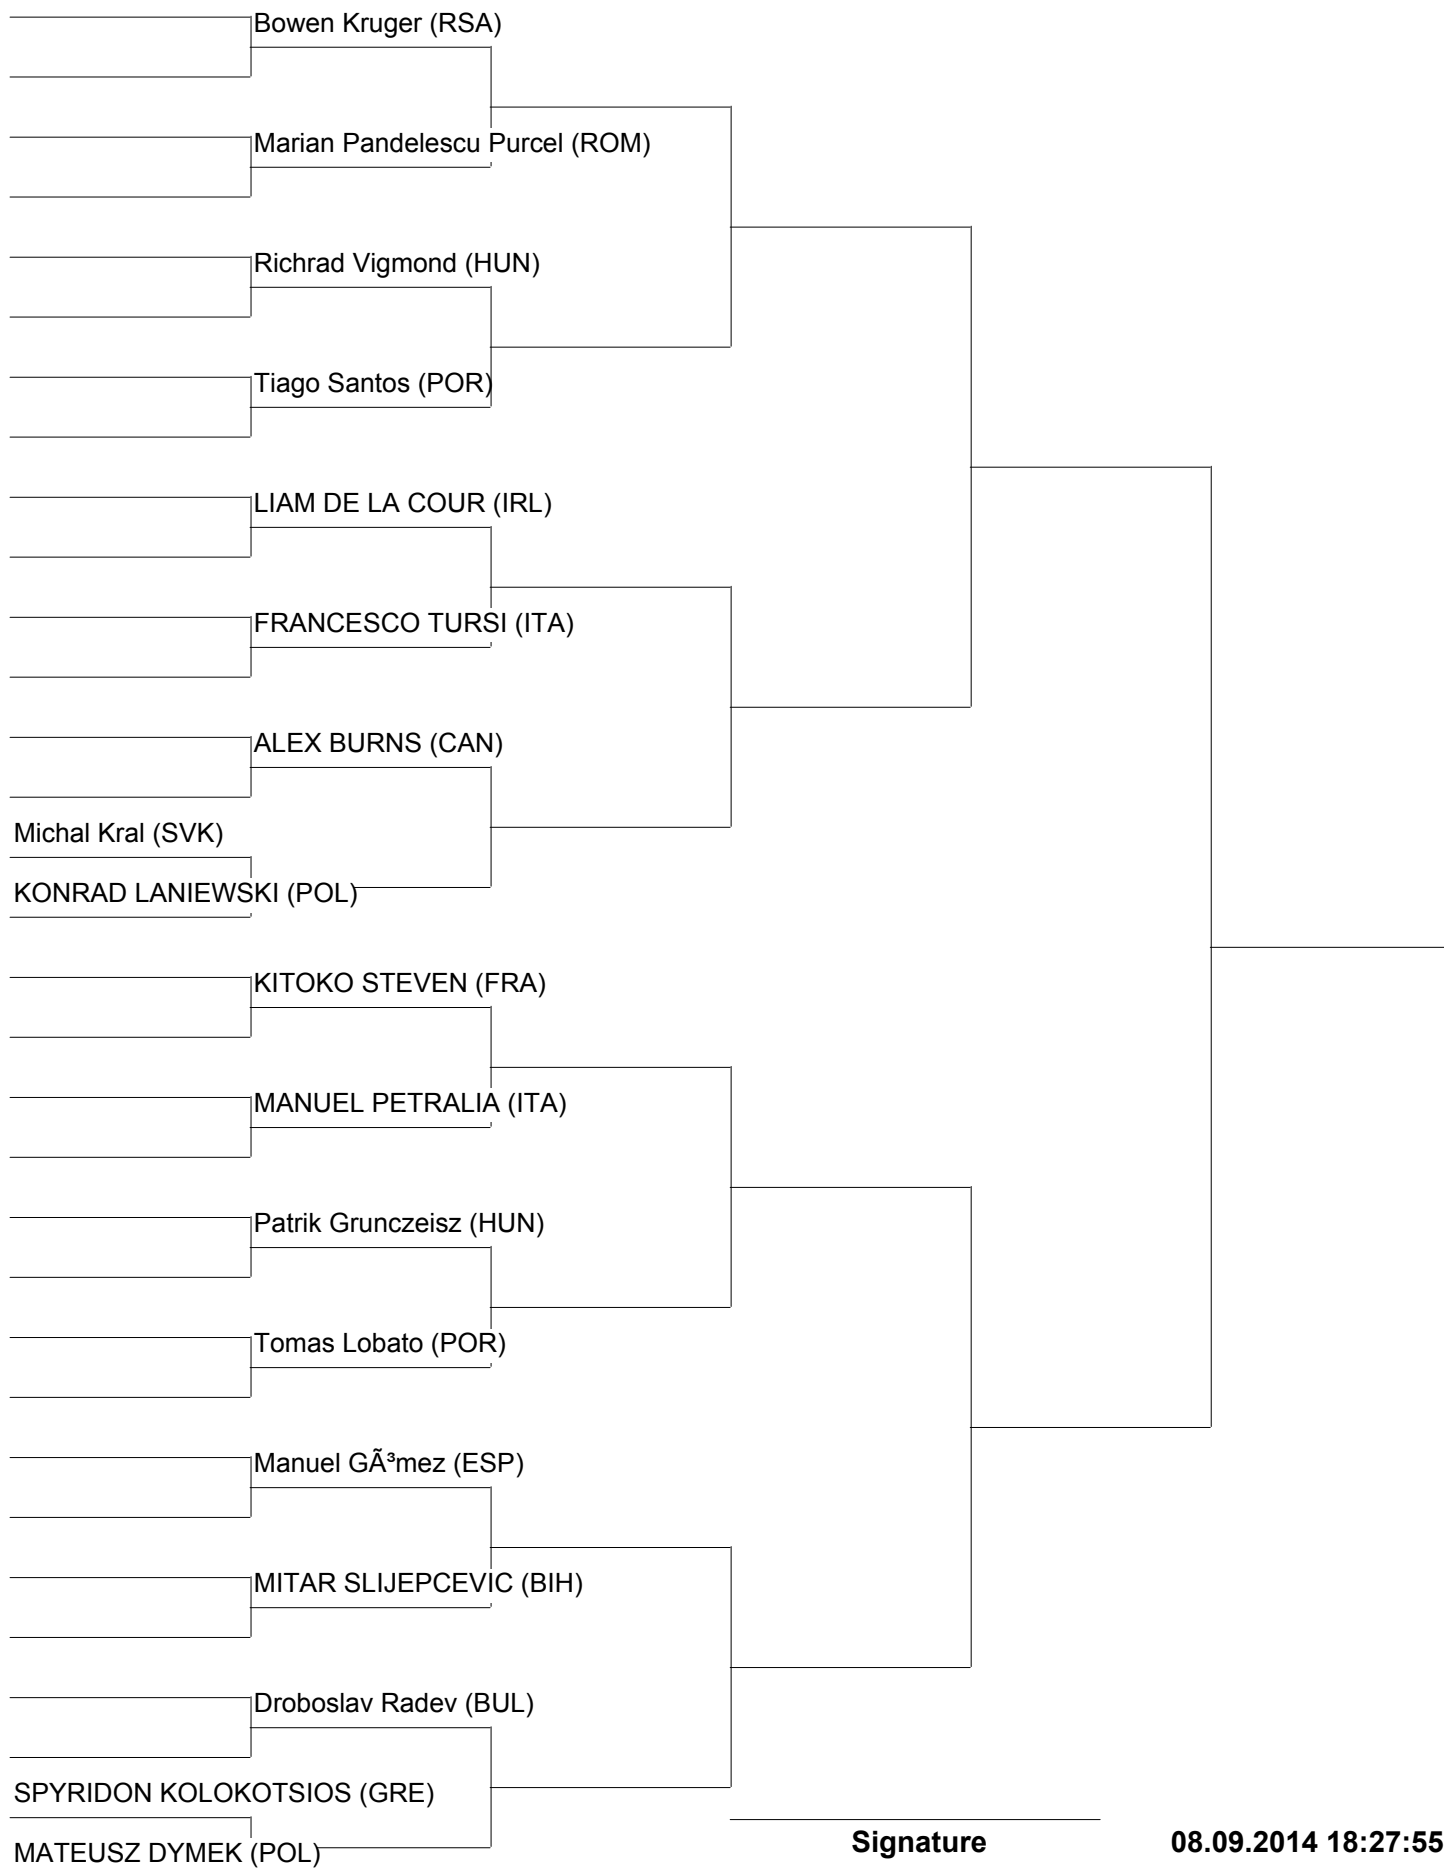 Bowen Kruger (RSA)
Marian Pandelescu Purcel (ROM)
Richrad Vigmond (HUN)
Tiago Santos (POR)
LIAM DE LA COUR (IRL)
FRANCESCO TURSI (ITA)
ALEX BURNS (CAN)
Michal Kral (SVK)
KONRAD LANIEWSKI (POL)
KITOKO STEVEN (FRA)
MANUEL PETRALIA (ITA)
Patrik Grunczeisz (HUN)
Tomas Lobato (POR)
Manuel GÃ³mez (ESP)
MITAR SLIJEPCEVIC (BIH)
Droboslav Radev (BUL)
SPYRIDON KOLOKOTSIOS (GRE)
MATEUSZ DYMEK (POL)
Signature
08.09.2014 18:27:55